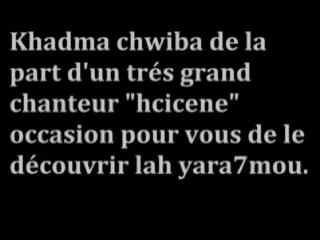 Khadma chwiba de la
part d'un trés grand
chanteur "hcicene"
occasion pour vous de le
découvrir lah yara7mou.